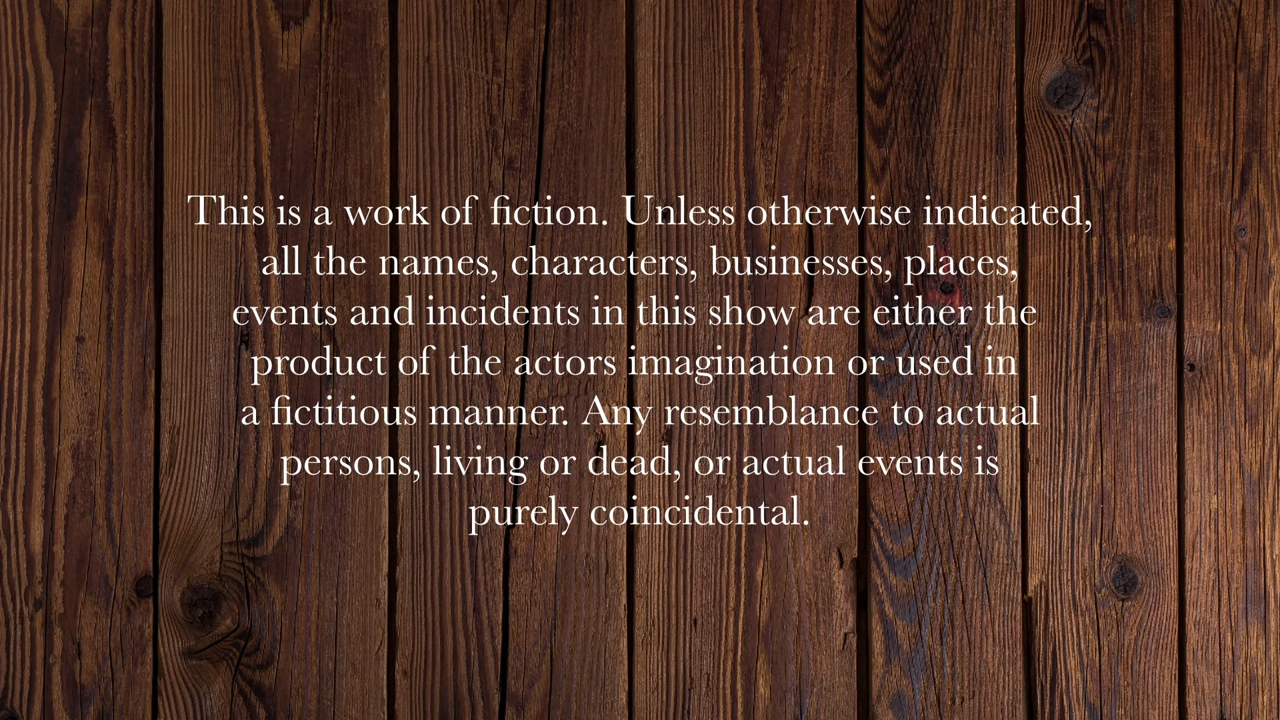 This is a work of fiction. Unless otherwise indicated,
all the names, characters, businesses, places,
events and incidents in this show are either the
product of the actors imagination or used in
a fictitious manner. Any resemblance to actual
persons, living or dead, or actual events is
purely coincidental.